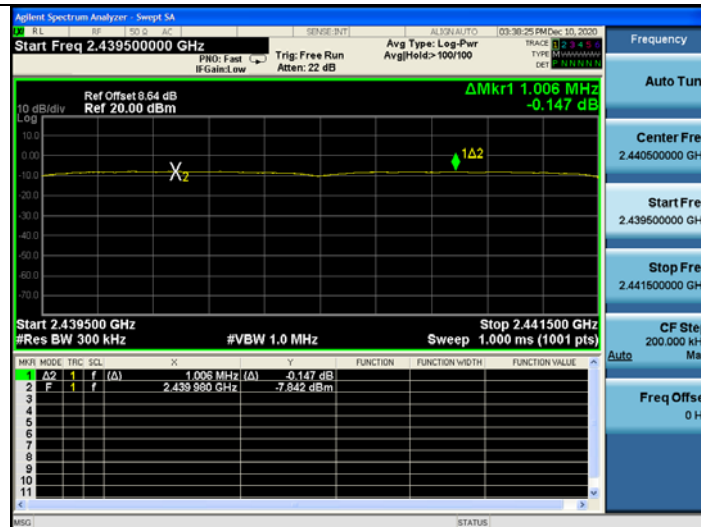 Agilent Spectrum Analyzer - Swept SA
RL RF 50 Ω AC SENSE:INT ALIGN AUTO 03:38:25 PM Dec 10, 2020
Start Freq 2.439500000 GHz
PNO: Fast
IFGain:Low
Trig: Free Run
Atten: 22 dB
Avg Type: Log-Pwr
Avg|Hold:>100/100
TRACE 1 2 3 4 5 6
TYPE
DET P N N N N N
Ref Offset 8.64 dB
Ref 20.00 dBm
ΔMkr1 1.006 MHz
-0.147 dB
10 dB/div
Log
10.0
0.00
-10.0
-20.0
-30.0
-40.0
-50.0
-60.0
-70.0
X2
1Δ2
Start 2.439500 GHz Stop 2.441500 GHz
#Res BW 300 kHz #VBW 1.0 MHz Sweep 1.000 ms (1001 pts)
MKR MODE TRC SCL X Y FUNCTION FUNCTION WIDTH FUNCTION VALUE
1 Δ2 1 f (Δ) 1.006 MHz (Δ) -0.147 dB
2 F 1 f 2.439 980 GHz -7.842 dBm
3
4
5
6
7
8
9
10
11
MSG STATUS
Frequency
Auto Tun
Center Fre
2.440500000 GH
Start Fre
2.439500000 GH
Stop Fre
2.441500000 GH
CF Ste
200.000 kH
Auto Ma
Freq Offse
0 H